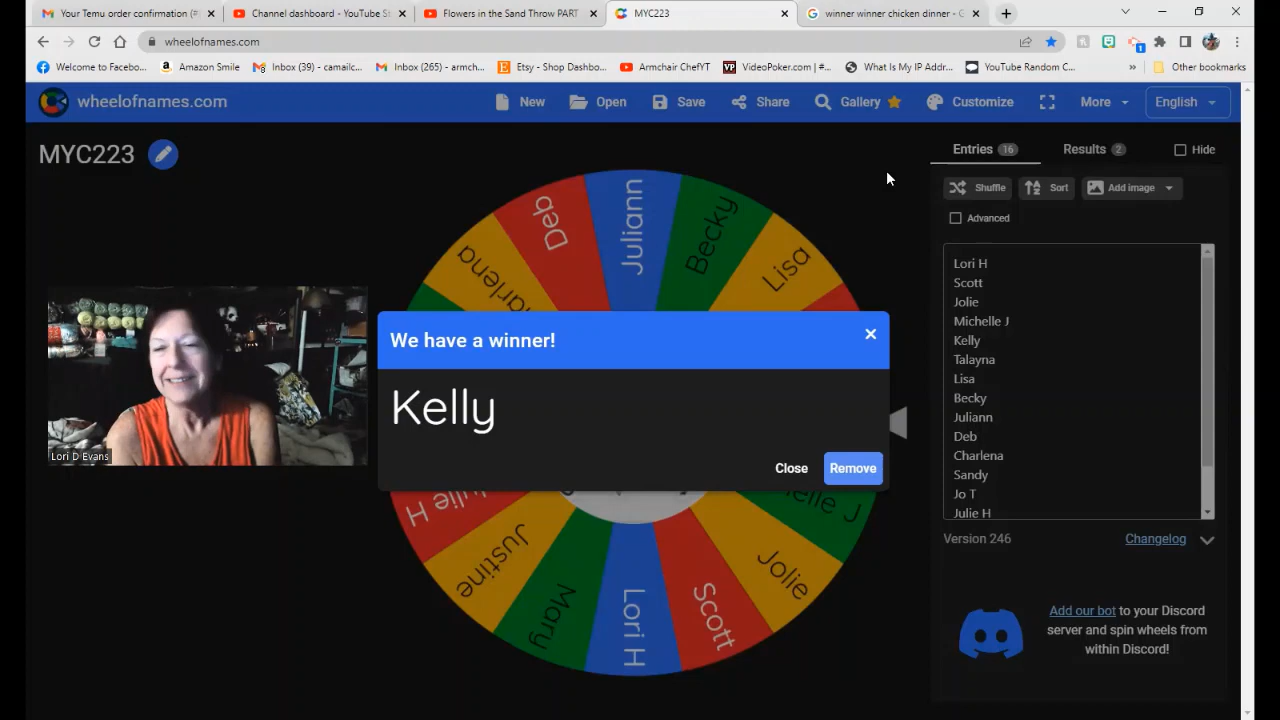 Your Temu order confirmation (#
Channel dashboard - YouTube St
Flowers in the Sand Throw PART
MYC223
winner winner chicken dinner - G
wheelofnames.com
Welcome to Facebo...
Amazon Smile
Inbox (39) - camailc...
Inbox (265) - armch...
Etsy - Shop Dashbo...
Armchair ChefYT
VP VideoPoker.com | #...
What Is My IP Addr...
YouTube Random C...
»
Other bookmarks
wheelofnames.com
New
Open
Save
Share
Gallery
Customize
More
English
MYC223
Entries 16
Results 2
Hide
Shuffle
Sort
Add image
Advanced
Deb
Juliann
Becky
Lisa
We have a winner!
Kelly
Close
Remove
Julie H
Justine
Mary
Lori H
Scott
Jolie
Lori D Evans
Lori H
Scott
Jolie
Michelle J
Kelly
Talayna
Lisa
Becky
Juliann
Deb
Charlena
Sandy
Jo T
Julie H
Version 246
Changelog
Add our bot to your Discord
server and spin wheels from
within Discord!